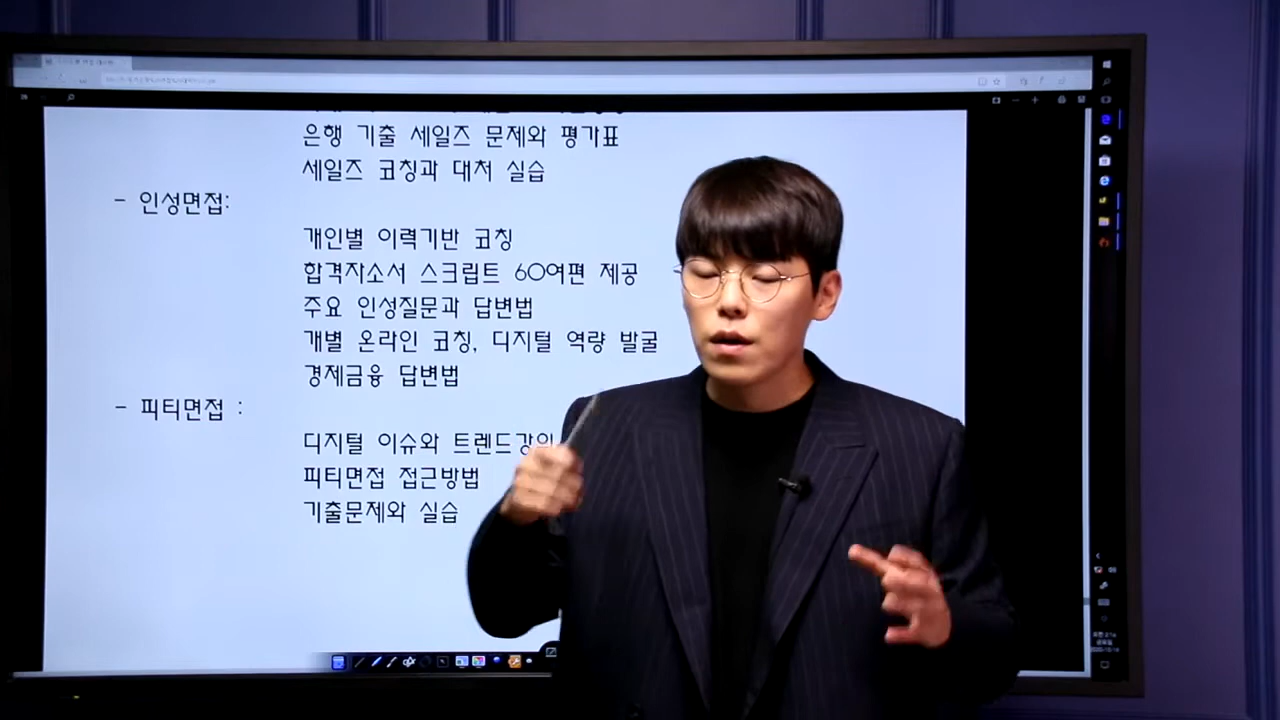 은행 기출 세일즈 문제와 평가표
세일즈 코칭과 대처 실습
- 인성면접:
개인별 이력기반 코칭
합격자소서 스크립트 60여편 제공
주요 인성질문과 답변법
개별 온라인 코칭, 디지털 역량 발굴
경제금융 답변법
- 피티면접 :
디지털 이슈와 트렌드강의
피티면접 접근방법
기출문제와 실습